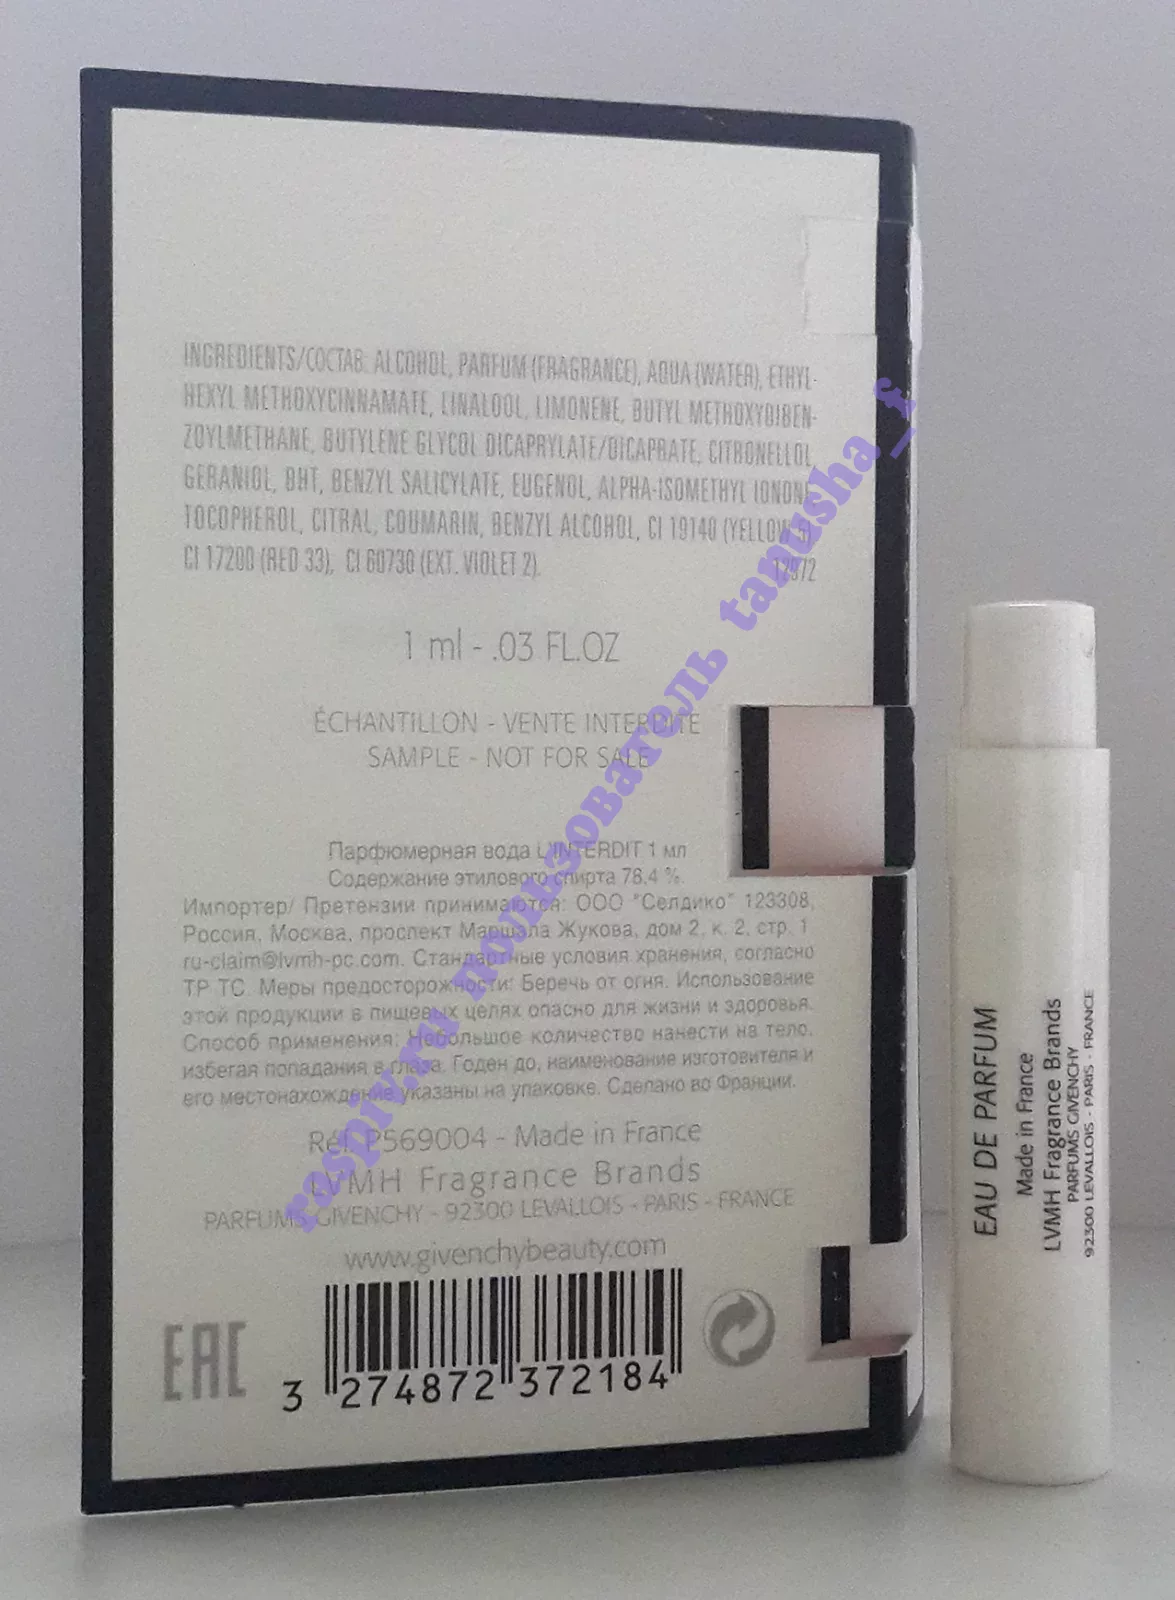 INGREDIENTS/СОСТАВ: ALCOHOL, PARFUM (FRAGRANCE), AQUA (WATER), ETHYL-
HEXYL METHOXYCINNAMATE, LINALOOL, LIMONENE, BUTYL METHOXYDIBEN-
ZOYLMETHANE, BUTYLENE GLYCOL DICAPRYLATE/DICAPRATE, CITRONELLOL,
GERANIOL, BHT, BENZYL SALICYLATE, EUGENOL, ALPHA-ISOMETHYL IONONE,
TOCOPHEROL, CITRAL, COUMARIN, BENZYL ALCOHOL, CI 19140 (YELLOW 5),
CI 17200 (RED 33), CI 60730 (EXT. VIOLET 2).
12972
1 ml - .03 FL.OZ
ÉCHANTILLON - VENTE INTERDITE
SAMPLE - NOT FOR SALE
Парфюмерная вода L'INTERDIT 1 мл
Содержание этилового спирта 78,4 %.
Импортер/ Претензии принимаются: ООО "Селдико" 123308,
Россия, Москва, проспект Маршала Жукова, дом 2, к. 2, стр. 1
ru-claim@lvmh-pc.com. Стандартные условия хранения, согласно
ТР ТС. Меры предосторожности: Беречь от огня. Использование
этой продукции в пищевых целях опасно для жизни и здоровья.
Способ применения: Небольшое количество нанести на тело,
избегая попадания в глаза. Годен до, наименование изготовителя и
его местонахождение указаны на упаковке. Сделано во Франции.
Réf. P569004 - Made in France
LVMH Fragrance Brands
PARFUMS GIVENCHY - 92300 LEVALLOIS - PARIS - FRANCE
www.givenchybeauty.com
EAC
3 274872 372184
raspiv.ru пользователь tanusha_f
EAU DE PARFUM
Made in France
LVMH Fragrance Brands
PARFUMS GIVENCHY
92300 LEVALLOIS - PARIS - FRANCE